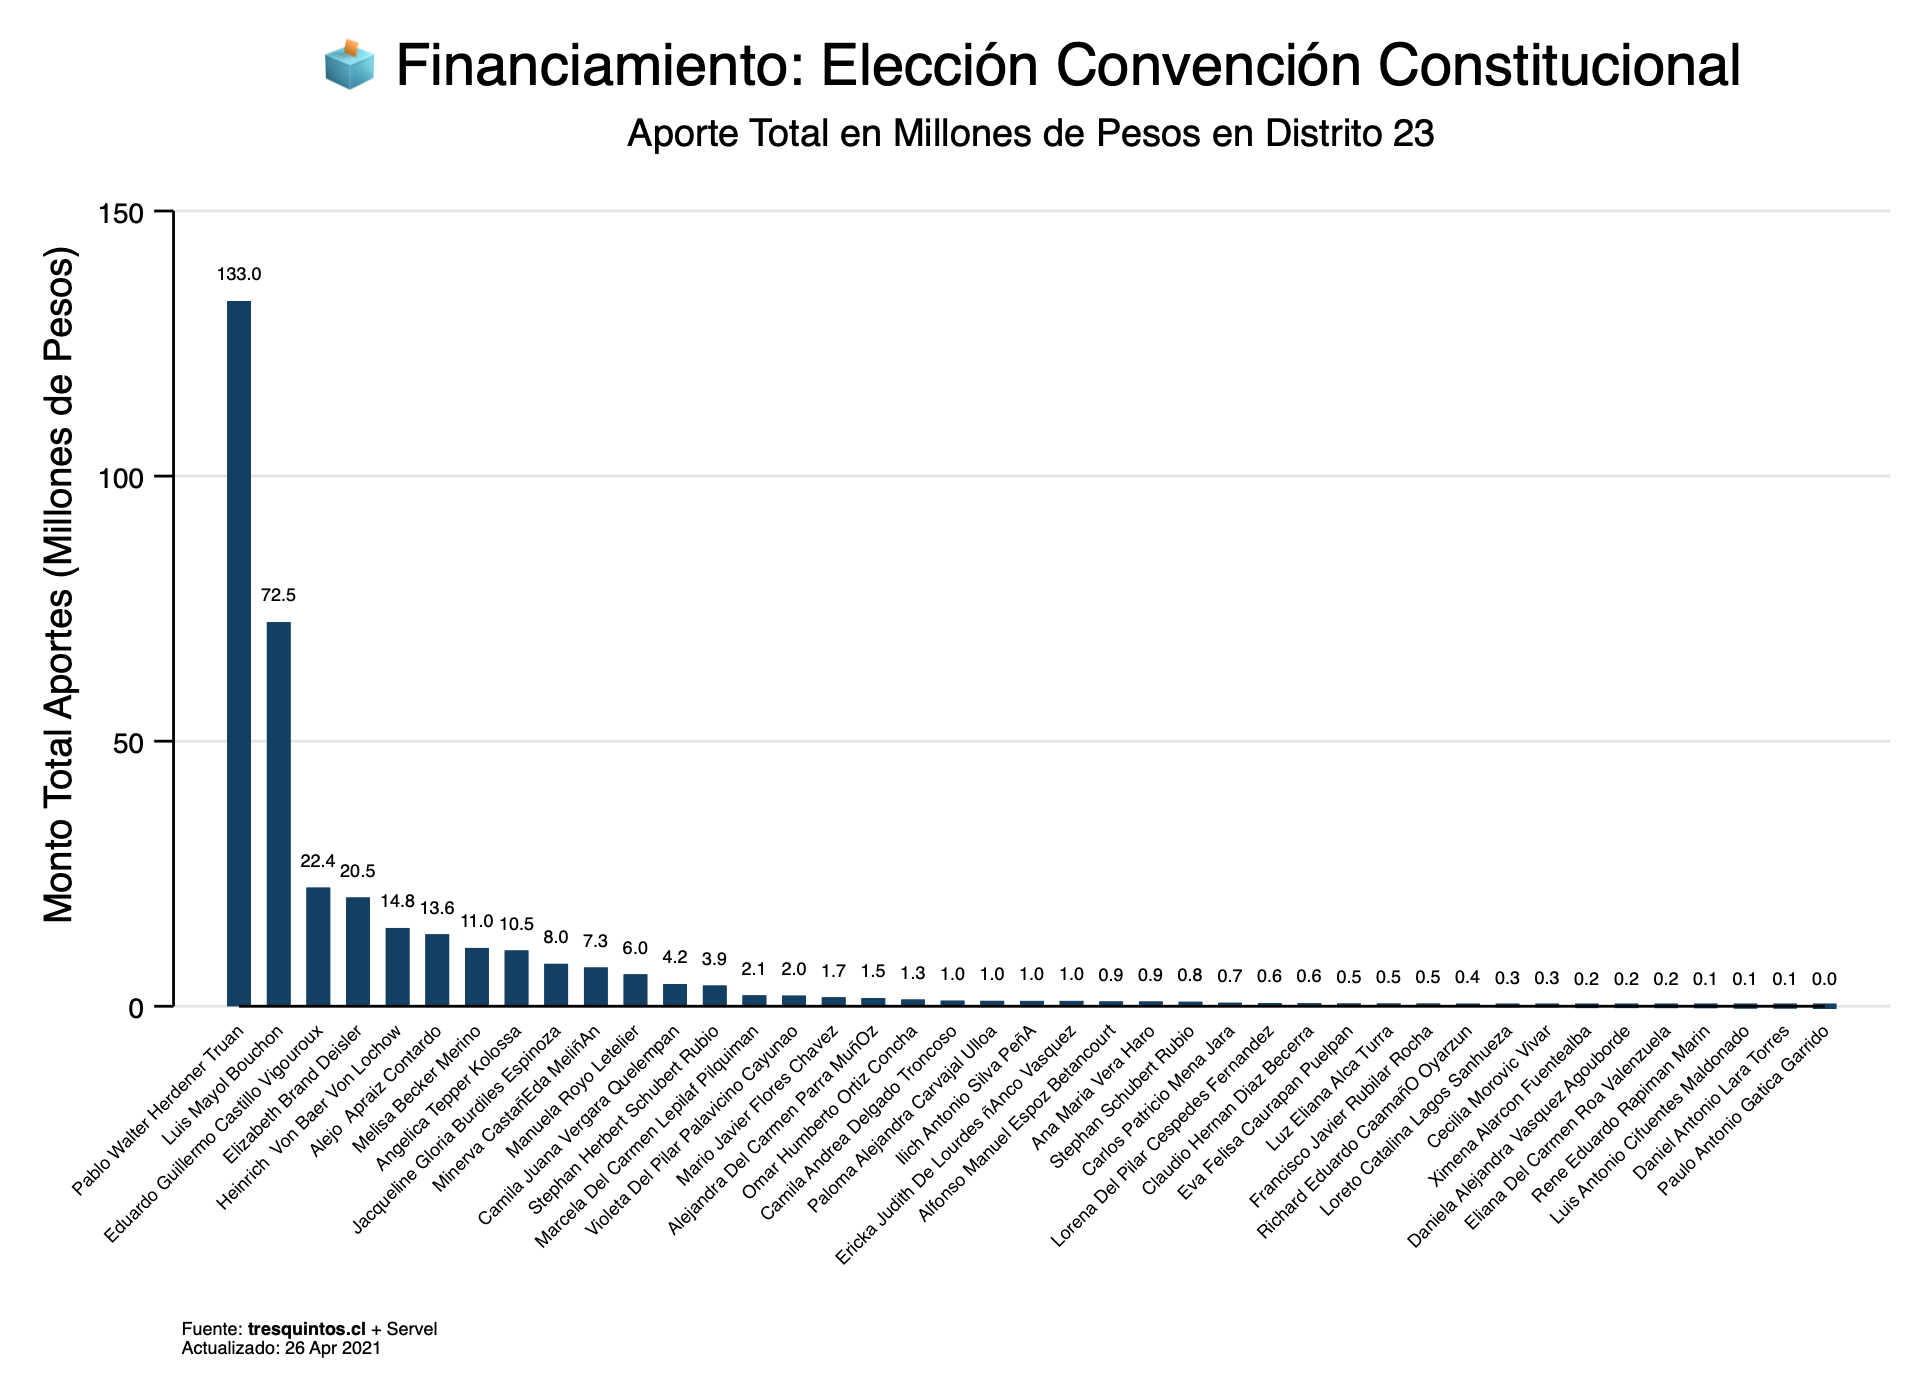 Financiamiento: Elección Convención Constitucional
Aporte Total en Millones de Pesos en Distrito 23
Monto Total Aportes (Millones de Pesos)
150
100
50
0
133.0
72.5
22.4
20.5
14.8
13.6
11.0
10.5
8.0
7.3
6.0
4.2
3.9
2.1
2.0
1.7
1.5
1.3
1.0
1.0
1.0
1.0
0.9
0.9
0.8
0.7
0.6
0.6
0.5
0.5
0.5
0.4
0.3
0.3
0.2
0.2
0.2
0.1
0.1
0.1
0.0
Pablo Walter Herdener Truan
Luis Mayol Bouchon
Eduardo Guillermo Castillo Vigouroux
Elizabeth Brand Deisler
Heinrich Von Baer Von Lochow
Alejo Apraiz Contardo
Melisa Becker Merino
Angelica Tepper Kolossa
Jacqueline Gloria Burdiles Espinoza
Minerva CastañEda MeliñAn
Manuela Royo Letelier
Camila Juana Vergara Quelempan
Stephan Herbert Schubert Rubio
Marcela Del Carmen Lepilaf Pilquiman
Violeta Del Pilar Palavicino Cayunao
Mario Javier Flores Chavez
Alejandra Del Carmen Parra MuñOz
Omar Humberto Ortiz Concha
Camila Andrea Delgado Troncoso
Paloma Alejandra Carvajal Ulloa
Ilich Antonio Silva PeñA
Ericka Judith De Lourdes ñAnco Vasquez
Alfonso Manuel Espoz Betancourt
Ana Maria Vera Haro
Stephan Schubert Rubio
Carlos Patricio Mena Jara
Lorena Del Pilar Cespedes Fernandez
Claudio Hernan Diaz Becerra
Eva Felisa Caurapan Puelpan
Luz Eliana Alca Turra
Francisco Javier Rubilar Rocha
Richard Eduardo CaamañO Oyarzun
Loreto Catalina Lagos Sanhueza
Cecilia Morovic Vivar
Ximena Alarcon Fuentealba
Daniela Alejandra Vasquez Agouborde
Eliana Del Carmen Roa Valenzuela
Rene Eduardo Rapiman Marin
Luis Antonio Cifuentes Maldonado
Daniel Antonio Lara Torres
Paulo Antonio Gatica Garrido
Fuente: tresquintos.cl + Servel
Actualizado: 26 Apr 2021